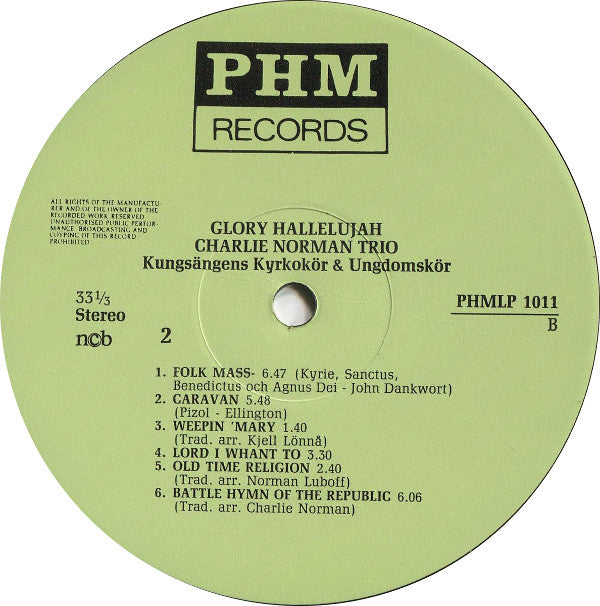 PHM
RECORDS
ALL RIGHTS OF THE MANUFACTU-
RER AND OF THE OWNER OF THE
RECORDED WORK RESERVED
UNAUTHORISED PUBLIC PERFOR-
MANCE, BROADCASTING AND
COPYING OF THIS RECORD
PROHIBITED
GLORY HALLELUJAH
CHARLIE NORMAN TRIO
Kungsängens Kyrkokör & Ungdomskör
33⅓
Stereo
ncb
2
PHMLP 1011
B
1. FOLK MASS- 6.47 (Kyrie, Sanctus,
Benedictus och Agnus Dei - John Dankwort)
2. CARAVAN 5.48
(Pizol - Ellington)
3. WEEPIN 'MARY 1.40
(Trad. arr. Kjell Lönnå)
4. LORD I WHANT TO 3.30
5. OLD TIME RELIGION 2.40
(Trad. arr. Norman Luboff)
6. BATTLE HYMN OF THE REPUBLIC 6.06
(Trad. arr. Charlie Norman)